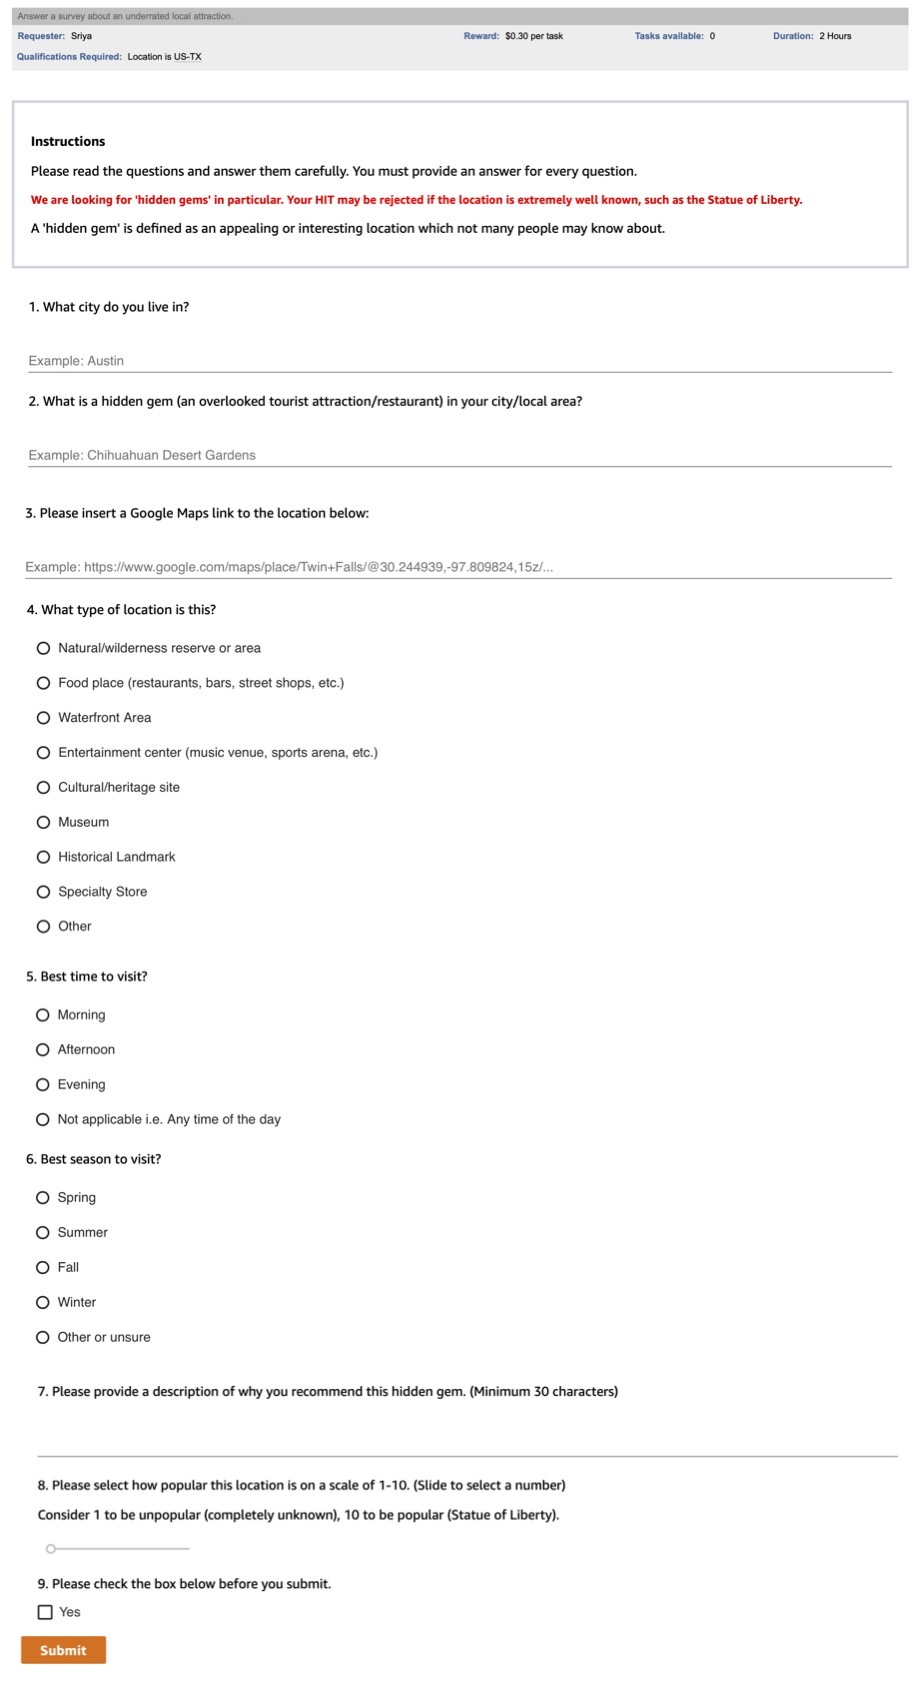 Answer a survey about an underrated local attraction.
Requester: Sriya Reward: $0.30 per task Tasks available: 0 Duration: 2 Hours
Qualifications Required: Location is US-TX
Instructions
Please read the questions and answer them carefully. You must provide an answer for every question.
We are looking for 'hidden gems' in particular. Your HIT may be rejected if the location is extremely well known, such as the Statue of Liberty.
A 'hidden gem' is defined as an appealing or interesting location which not many people may know about.
1. What city do you live in?
Example: Austin
2. What is a hidden gem (an overlooked tourist attraction/restaurant) in your city/local area?
Example: Chihuahuan Desert Gardens
3. Please insert a Google Maps link to the location below:
Example: https://www.google.com/maps/place/Twin+Falls/@30.244939,-97.809824,15z/...
4. What type of location is this?
Natural/wilderness reserve or area
Food place (restaurants, bars, street shops, etc.)
Waterfront Area
Entertainment center (music venue, sports arena, etc.)
Cultural/heritage site
Museum
Historical Landmark
Specialty Store
Other
5. Best time to visit?
Morning
Afternoon
Evening
Not applicable i.e. Any time of the day
6. Best season to visit?
Spring
Summer
Fall
Winter
Other or unsure
7. Please provide a description of why you recommend this hidden gem. (Minimum 30 characters)
8. Please select how popular this location is on a scale of 1-10. (Slide to select a number)
Consider 1 to be unpopular (completely unknown), 10 to be popular (Statue of Liberty).
9. Please check the box below before you submit.
Yes
Submit